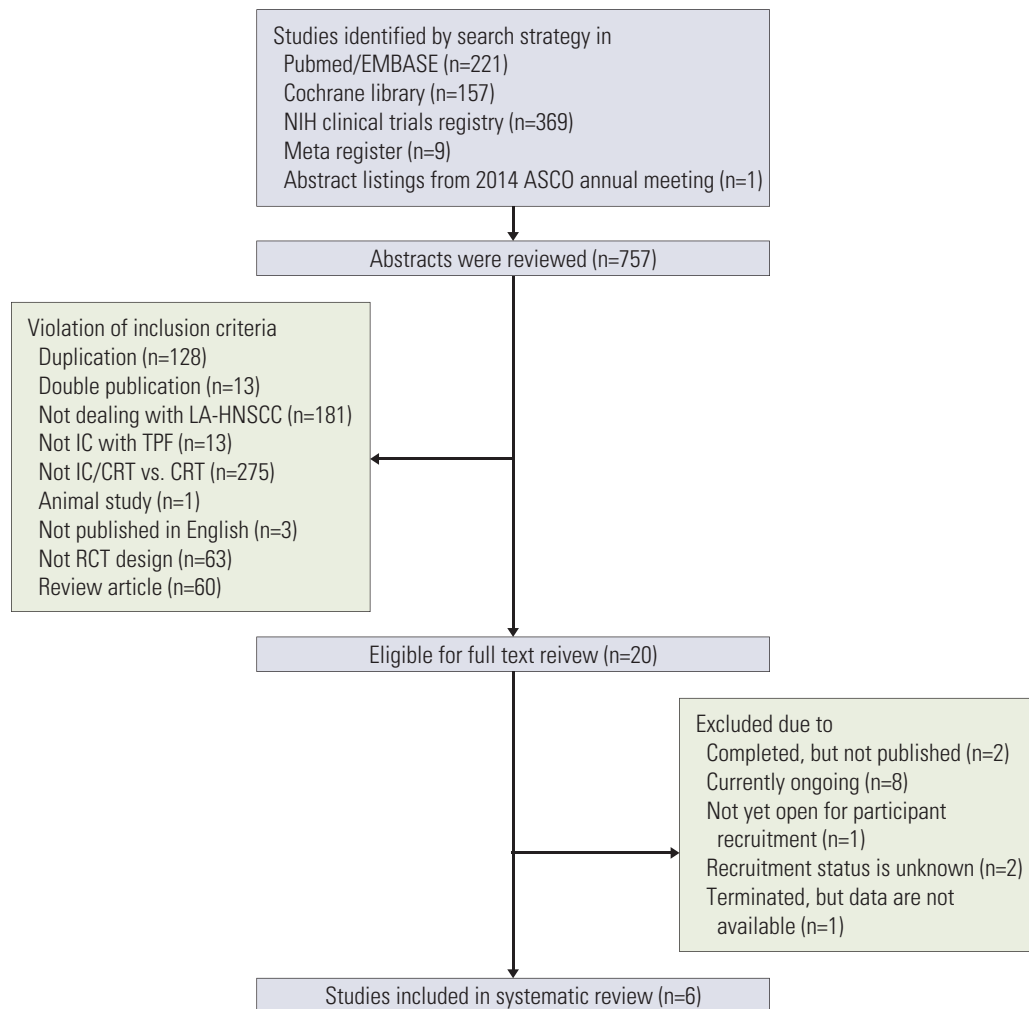 Studies identified by search strategy in
Pubmed/EMBASE (n=221)
Cochrane library (n=157)
NIH clinical trials registry (n=369)
Meta register (n=9)
Abstract listings from 2014 ASCO annual meeting (n=1)
Abstracts were reviewed (n=757)
Violation of inclusion criteria
Duplication (n=128)
Double publication (n=13)
Not dealing with LA-HNSCC (n=181)
Not IC with TPF (n=13)
Not IC/CRT vs. CRT (n=275)
Animal study (n=1)
Not published in English (n=3)
Not RCT design (n=63)
Review article (n=60)
Eligible for full text reivew (n=20)
Excluded due to
Completed, but not published (n=2)
Currently ongoing (n=8)
Not yet open for participant
recruitment (n=1)
Recruitment status is unknown (n=2)
Terminated, but data are not
available (n=1)
Studies included in systematic review (n=6)